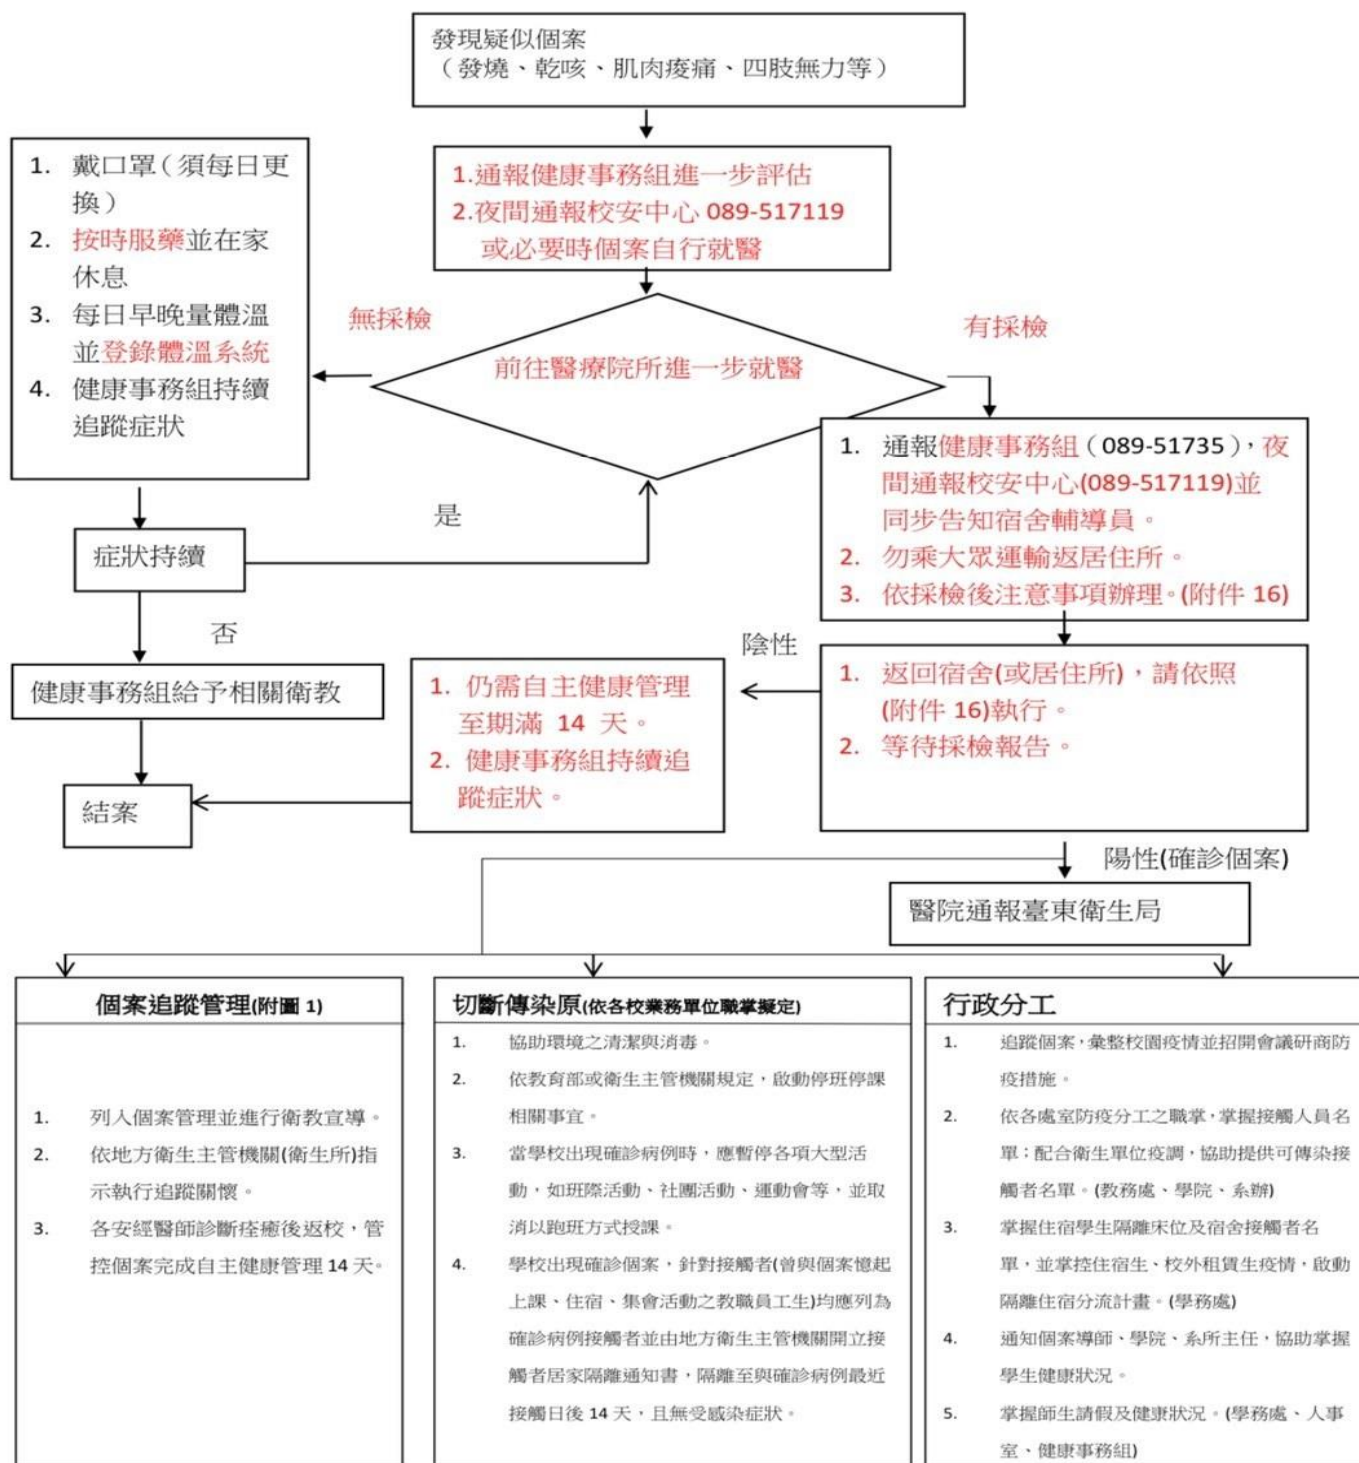 發現疑似個案
（發燒、乾咳、肌肉痠痛、四肢無力等）
1.通報健康事務組進一步評估
2.夜間通報校安中心 089-517119
或必要時個案自行就醫
1. 戴口罩（須每日更
換）
2. 按時服藥並在家
休息
3. 每日早晚量體溫
並登錄體溫系統
4. 健康事務組持續
追蹤症狀
無採檢
有採檢
前往醫療院所進一步就醫
1. 通報健康事務組（089-51735），夜
間通報校安中心(089-517119)並
同步告知宿舍輔導員。
2. 勿乘大眾運輸返居住所。
3. 依採檢後注意事項辦理。(附件 16)
是
症狀持續
否
陰性
健康事務組給予相關衛教
1. 仍需自主健康管理
至期滿 14 天。
2. 健康事務組持續追
蹤症狀。
1. 返回宿舍(或居住所)，請依照
(附件 16)執行。
2. 等待採檢報告。
結案
陽性(確診個案)
醫院通報臺東衛生局
個案追蹤管理(附圖 1)
1. 列入個案管理並進行衛教宣導。
2. 依地方衛生主管機關(衛生所)指
示執行追蹤關懷。
3. 各安經醫師診斷痊癒後返校，管
控個案完成自主健康管理 14 天。
切斷傳染原(依各校業務單位職掌擬定)
1. 協助環境之清潔與消毒。
2. 依教育部或衛生主管機關規定，啟動停班停課
相關事宜。
3. 當學校出現確診病例時，應暫停各項大型活
動，如班際活動、社團活動、運動會等，並取
消以跑班方式授課。
4. 學校出現確診個案，針對接觸者(曾與個案憶起
上課、住宿、集會活動之教職員工生)均應列為
確診病例接觸者並由地方衛生主管機關開立接
觸者居家隔離通知書，隔離至與確診病例最近
接觸日後 14 天，且無受感染症狀。
行政分工
1. 追蹤個案，彙整校園疫情並招開會議研商防
疫措施。
2. 依各處室防疫分工之職掌，掌握接觸人員名
單；配合衛生單位疫調，協助提供可傳染接
觸者名單。(教務處、學院、系辦)
3. 掌握住宿學生隔離床位及宿舍接觸者名
單，並掌控住宿生、校外租賃生疫情，啟動
隔離住宿分流計畫。(學務處)
4. 通知個案導師、學院、系所主任，協助掌握
學生健康狀況。
5. 掌握師生請假及健康狀況。(學務處、人事
室、健康事務組)